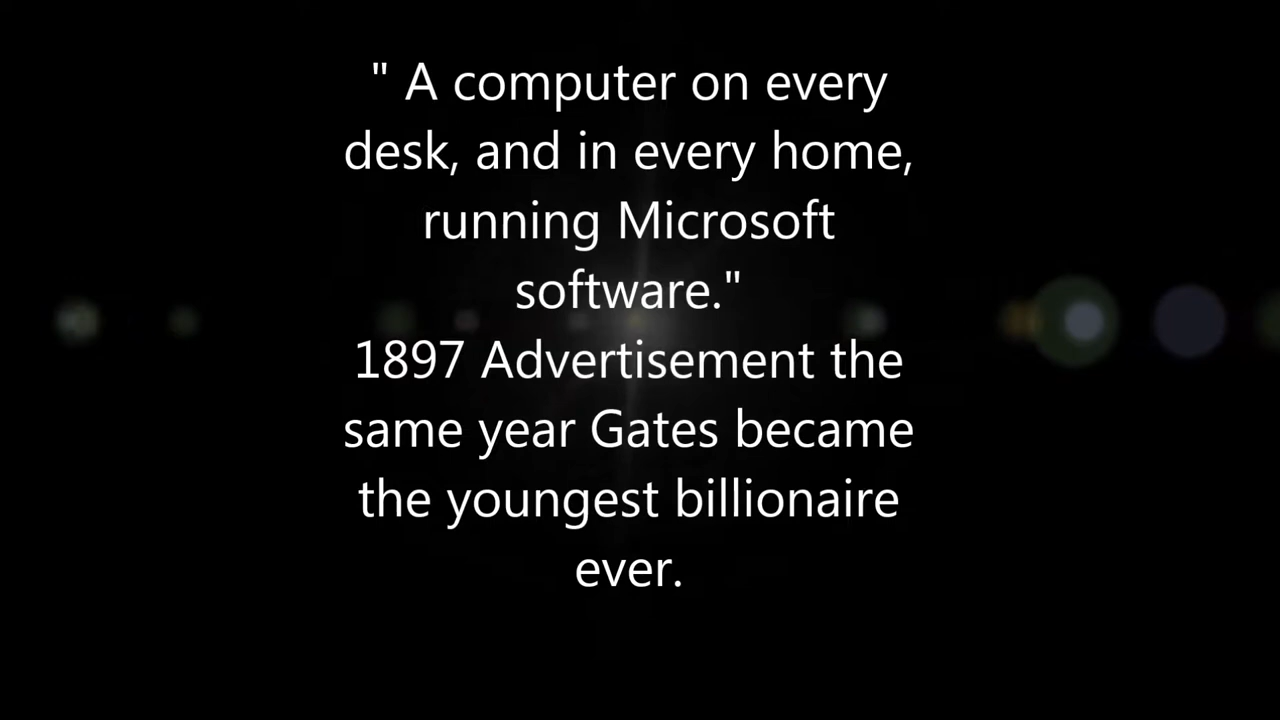 " A computer on every
desk, and in every home,
running Microsoft
software."
1897 Advertisement the
same year Gates became
the youngest billionaire
ever.